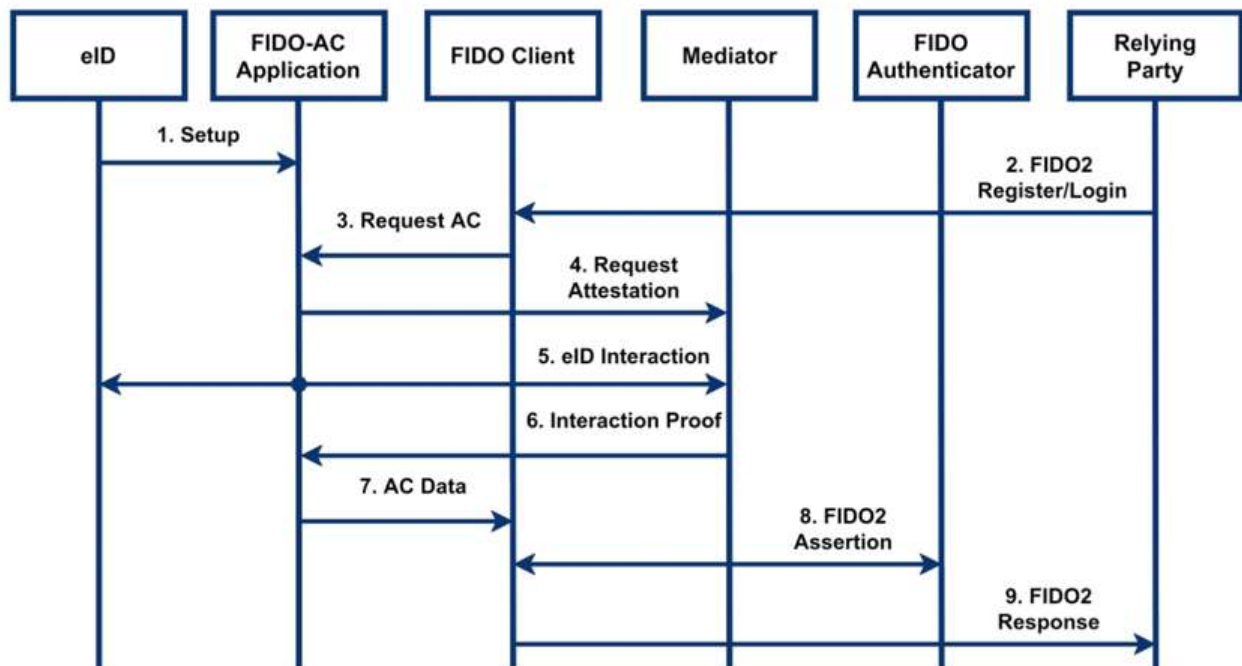 eID
FIDO-AC
Application
FIDO Client
Mediator
FIDO
Authenticator
Relying
Party
1. Setup
2. FIDO2
Register/Login
3. Request AC
4. Request
Attestation
5. eID Interaction
6. Interaction Proof
7. AC Data
8. FIDO2
Assertion
9. FIDO2
Response